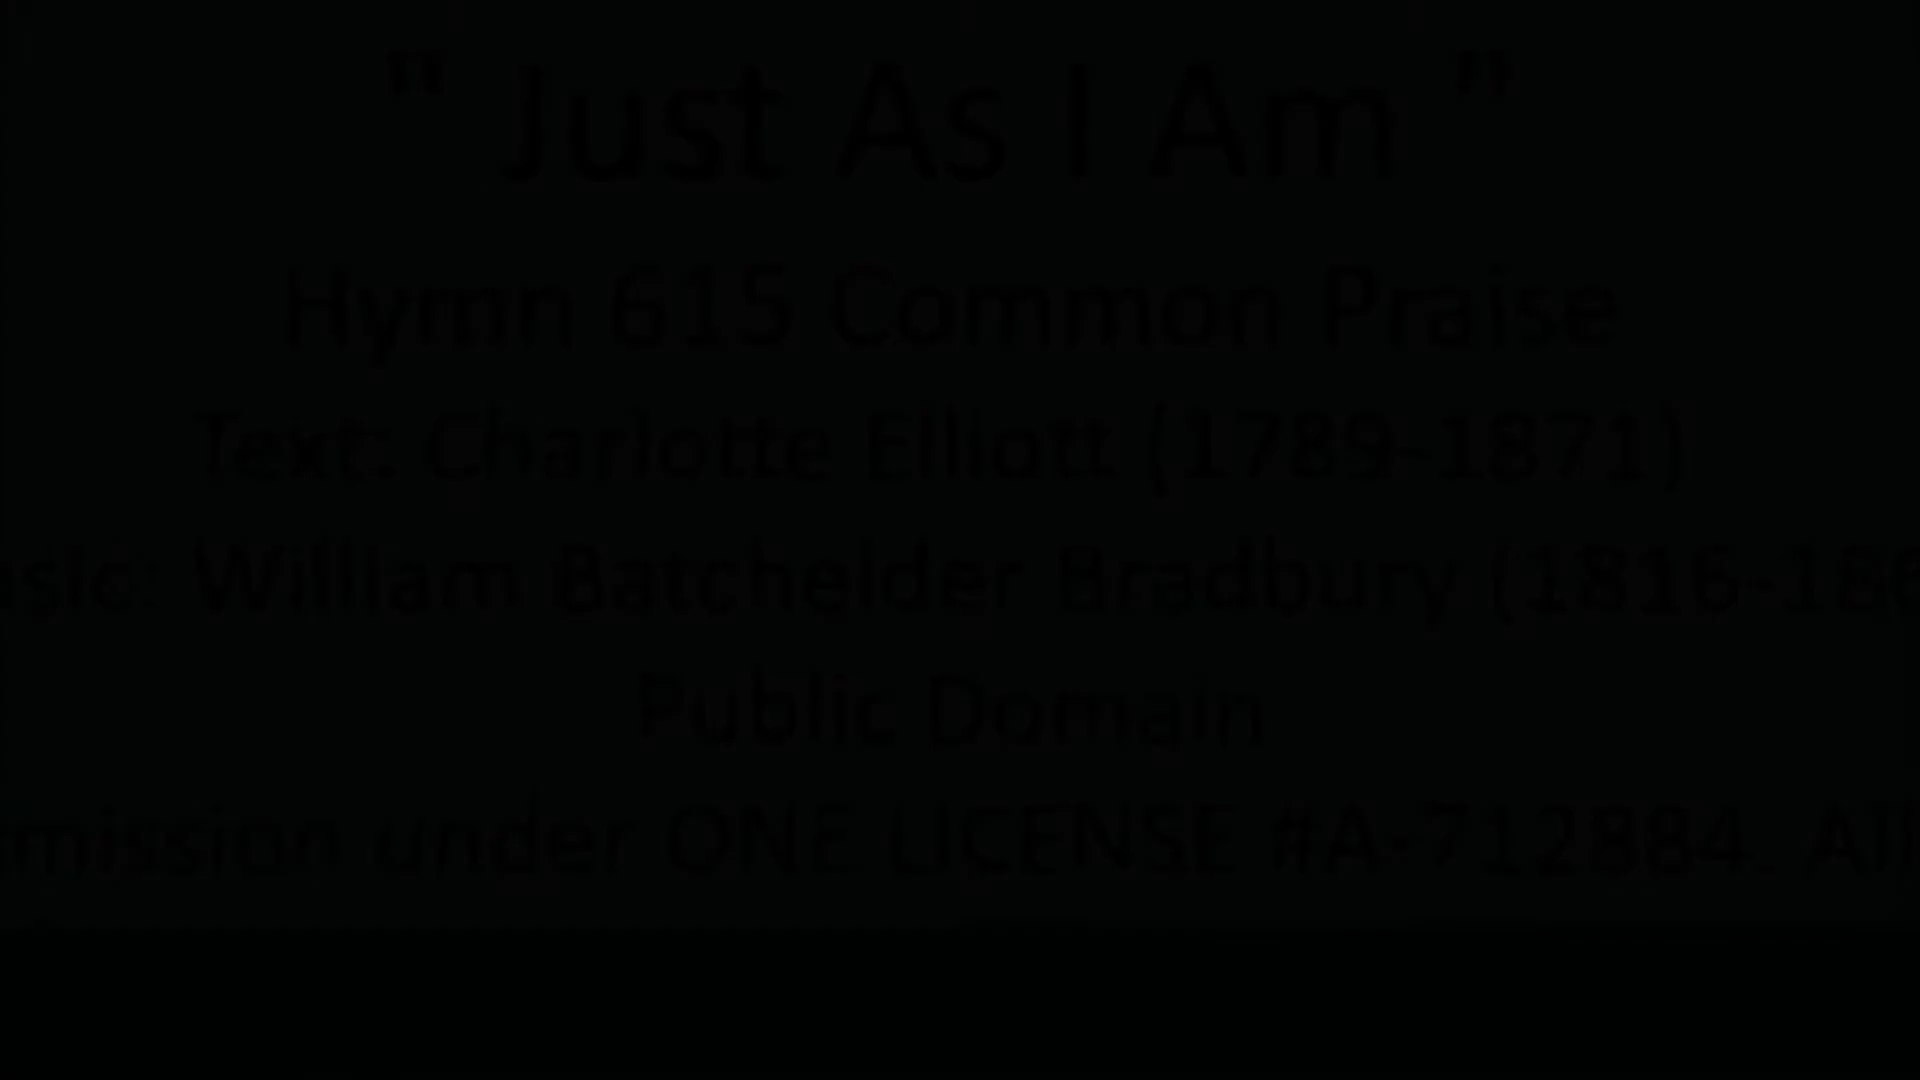 " Just As I Am "
Hymn 615 Common Praise
Text: Charlotte Elliott (1789-1871)
William Batchelder Bradbury (1816-
Public Domain
under ONE LICENSE #A-712884.